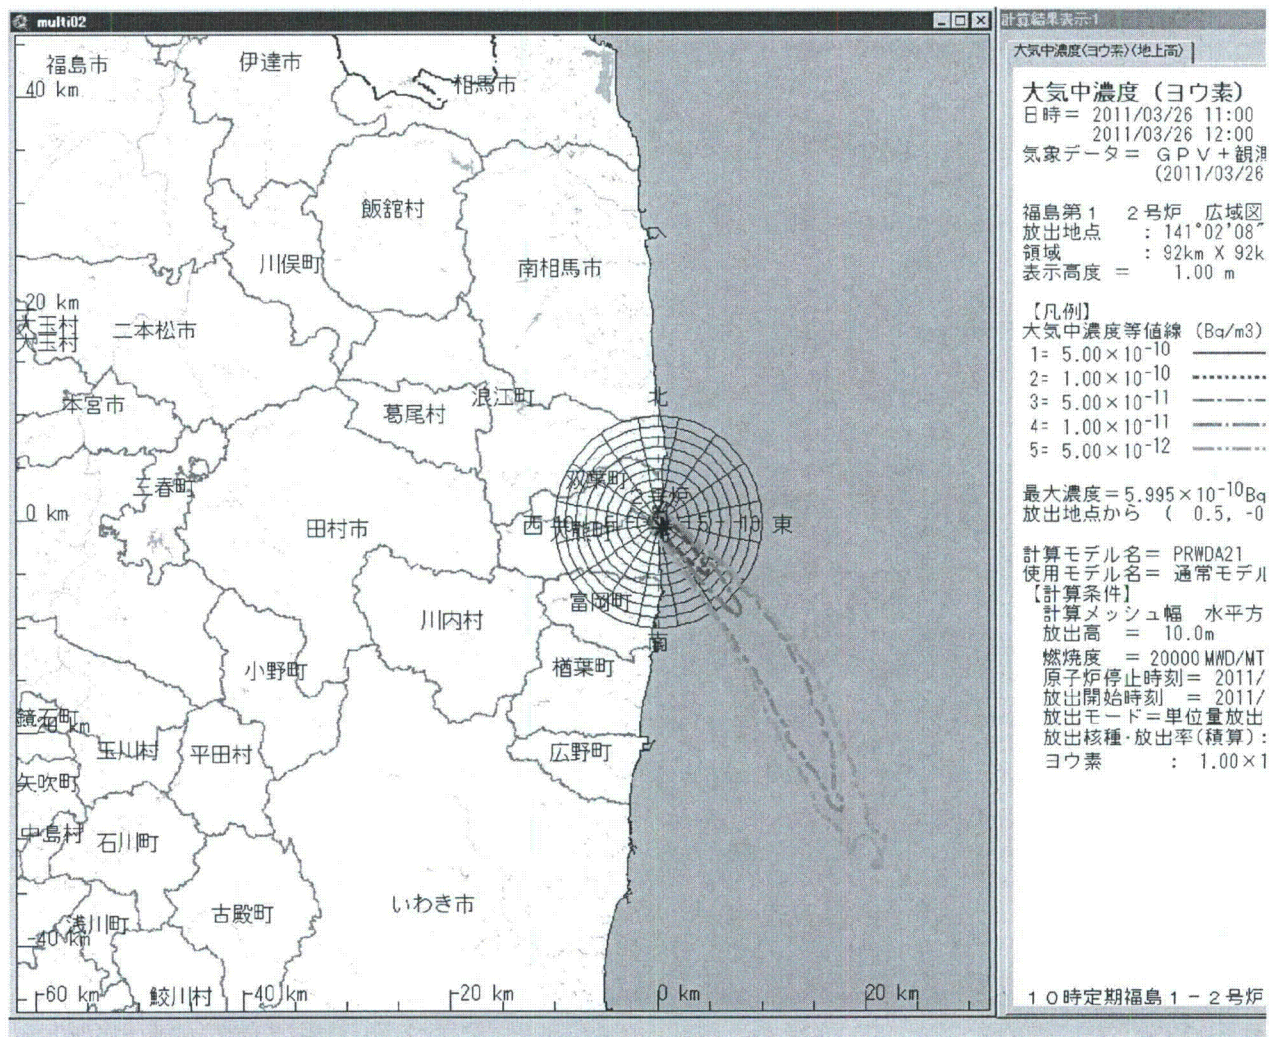 multi02
福島市
伊達市
相馬市
40 km
飯舘村
川俣町
南相馬市
20 km
大玉村
大玉村
二本松市
本宮市
浪江町
葛尾村
北
三春町
双葉町
2号炉
0 km
田村市
西
大熊町
東
富岡町
川内村
南
小野町
楢葉町
鏡石町
-20 km
玉川村
平田村
広野町
矢吹町
中島村
石川町
いわき市
古殿町
浅川町
-40 km
-60 km
鮫川村
-40 km
-20 km
0 km
20 km
計算結果表示-1
大気中濃度(ヨウ素)(地上高)
大気中濃度(ヨウ素)
日時= 2011/03/26 11:00
2011/03/26 12:00
気象データ= GPV+観測
(2011/03/26
福島第1 2号炉 広域図
放出地点 : 141°02'08"
領域 : 92km X 92k
表示高度 = 1.00 m
【凡例】
大気中濃度等値線 (Bq/m3)
1= 5.00×10-10
2= 1.00×10-10
3= 5.00×10-11
4= 1.00×10-11
5= 5.00×10-12
最大濃度=5.995×10-10Bq
放出地点から ( 0.5, -0
計算モデル名= PRWDA21
使用モデル名= 通常モデル
【計算条件】
計算メッシュ幅 水平方
放出高 = 10.0m
燃焼度 = 20000MWD/MT
原子炉停止時刻= 2011/
放出開始時刻 = 2011/
放出モード=単位量放出
放出核種・放出率(積算):
ヨウ素 : 1.00×1
10時定期福島1-2号炉